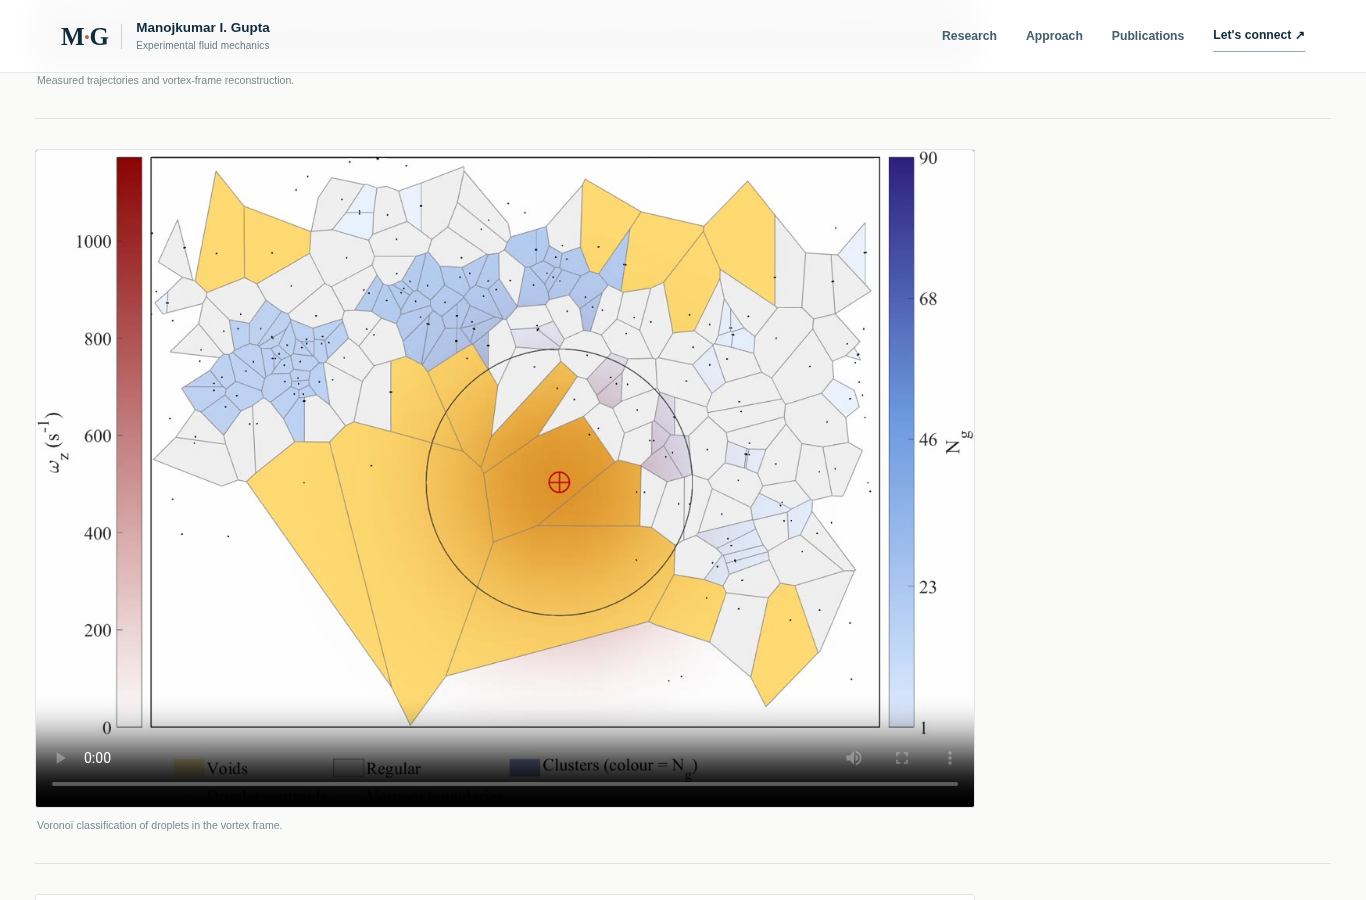 M·G
Manojkumar I. Gupta
Experimental fluid mechanics
Research
Approach
Publications
Let's connect ↗
Measured trajectories and vortex-frame reconstruction.
1000
800
600
400
200
0
ω_z (s^-1)
90
68
46
23
1
N_g
0:00
Voids
Regular
Clusters (colour = N_g)
Voronoï classification of droplets in the vortex frame.